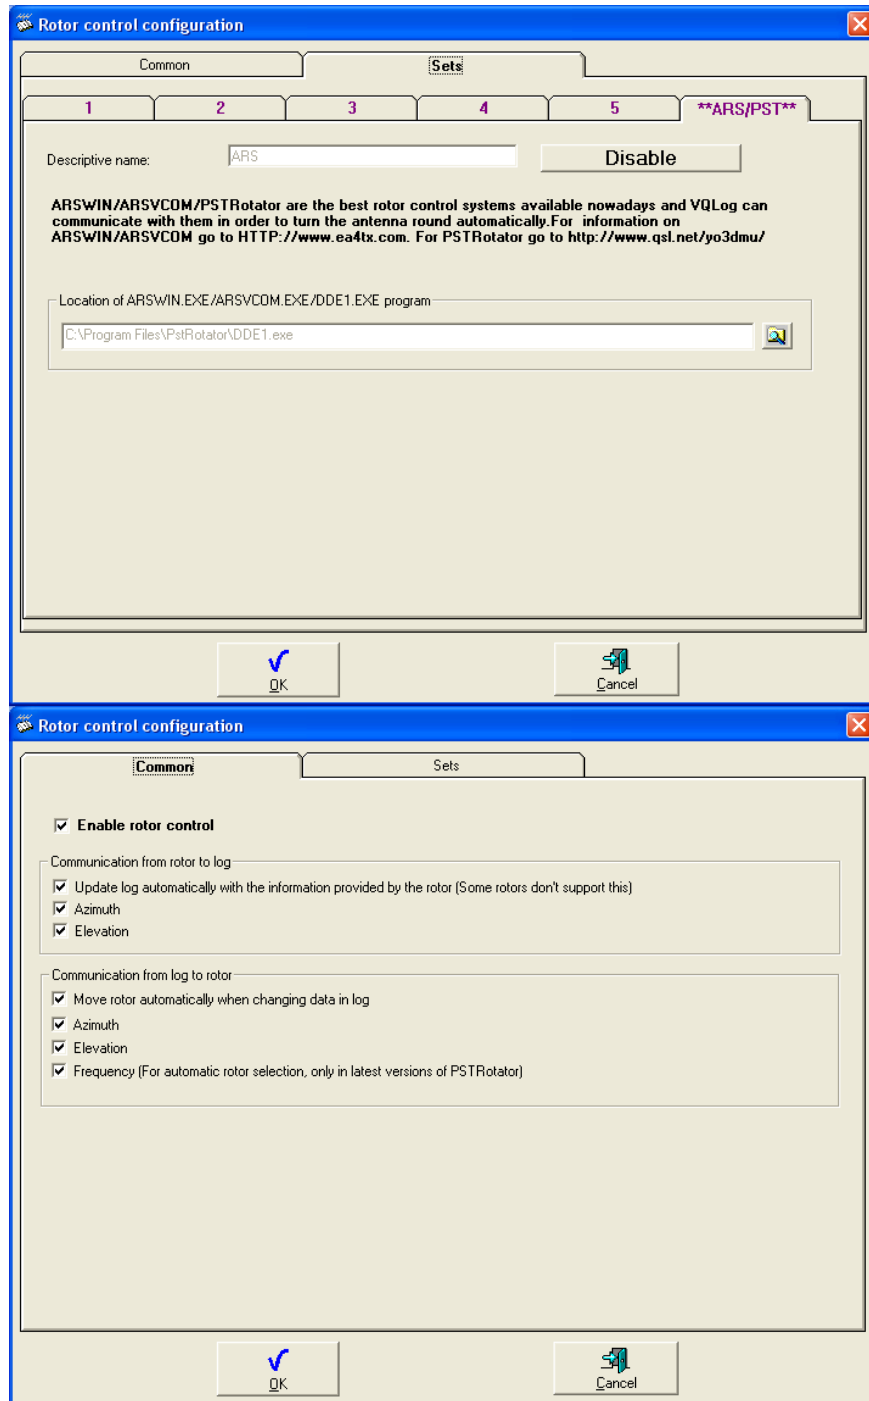 Rotor control configuration
Common
Sets
1
2
3
4
5
**ARS/PST**
Descriptive name:
ARS
Disable
ARSWIN/ARSVCOM/PSTRotator are the best rotor control systems available nowadays and VQLog can
communicate with them in order to turn the antenna round automatically.For information on
ARSWIN/ARSVCOM go to HTTP://www.ea4tx.com. For PSTRotator go to http://www.qsl.net/yo3dmu/
Location of ARSWIN.EXE/ARSVCOM.EXE/DDE1.EXE program
C:\Program Files\PstRotator\DDE1.exe
OK
Cancel
Rotor control configuration
Common
Sets
Enable rotor control
Communication from rotor to log
Update log automatically with the information provided by the rotor (Some rotors don't support this)
Azimuth
Elevation
Communication from log to rotor
Move rotor automatically when changing data in log
Azimuth
Elevation
Frequency (For automatic rotor selection, only in latest versions of PSTRotator)
OK
Cancel